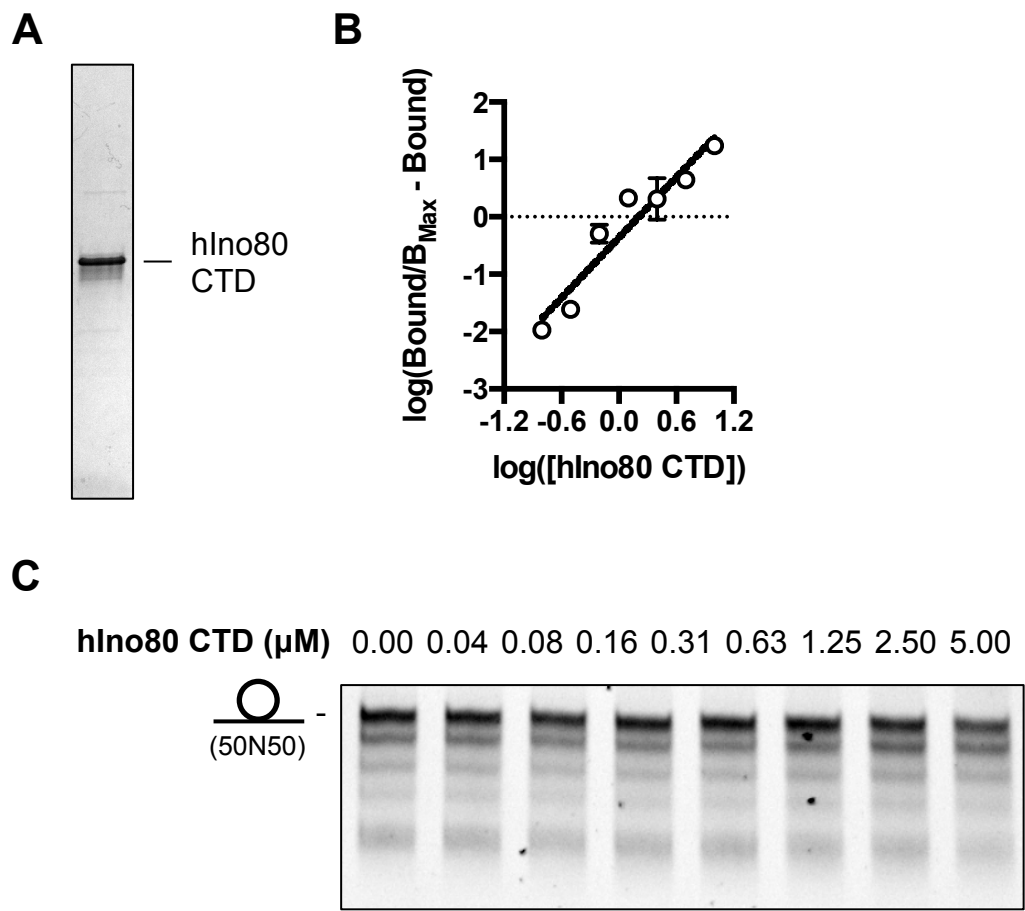 A
hIno80
CTD
B
log(Bound/BMax - Bound)
2
1
0
-1
-2
-3
-1.2 -0.6 0.0 0.6 1.2
log([hIno80 CTD])
C
hIno80 CTD (µM) 0.00 0.04 0.08 0.16 0.31 0.63 1.25 2.50 5.00
(50N50)